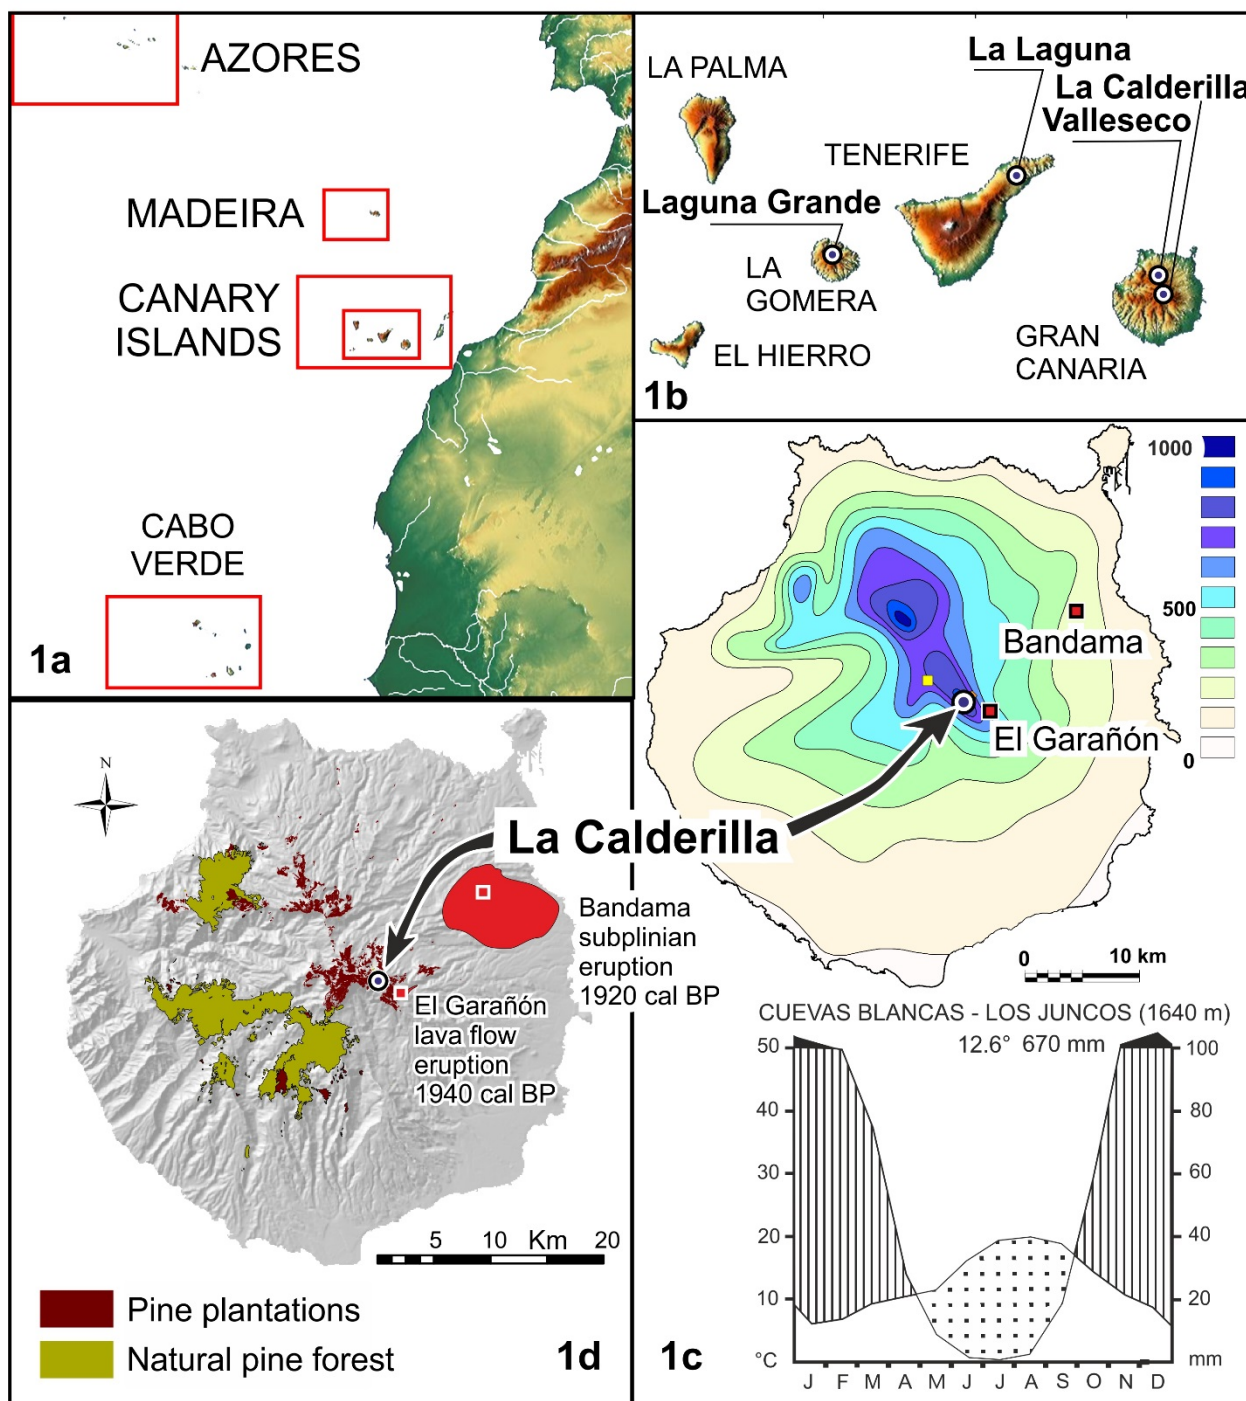 AZORES
MADEIRA
CANARY
ISLANDS
CABO
VERDE
1a
LA PALMA
La Laguna
La Calderilla
Valleseco
TENERIFE
Laguna Grande
LA
GOMERA
EL HIERRO
GRAN
CANARIA
1b
1000
500
0
Bandama
El Garañón
0 10 km
La Calderilla
N
Bandama
subplinian
eruption
1920 cal BP
El Garañón
lava flow
eruption
1940 cal BP
5 10 Km 20
Pine plantations
Natural pine forest
1d
CUEVAS BLANCAS - LOS JUNCOS (1640 m)
12.6° 670 mm
50 100
40 80
30 60
20 40
10 20
°C mm
J F M A M J J A S O N D
1c